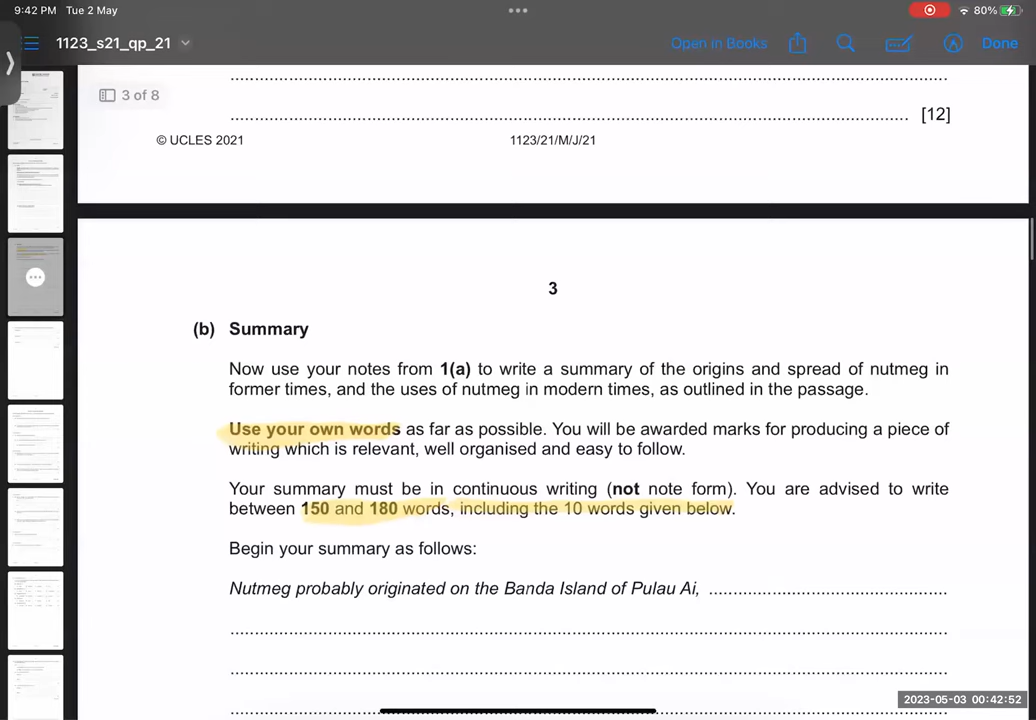 9:42 PM Tue 2 May
80%
1123_s21_qp_21
Open in Books
Done
3 of 8
[12]
© UCLES 2021
1123/21/M/J/21
3
(b) Summary
Now use your notes from 1(a) to write a summary of the origins and spread of nutmeg in
former times, and the uses of nutmeg in modern times, as outlined in the passage.
Use your own words as far as possible. You will be awarded marks for producing a piece of
writing which is relevant, well organised and easy to follow.
Your summary must be in continuous writing (not note form). You are advised to write
between 150 and 180 words, including the 10 words given below.
Begin your summary as follows:
Nutmeg probably originated on the Banda Island of Pulau Ai, ................................................
2023-05-03 00:42:52